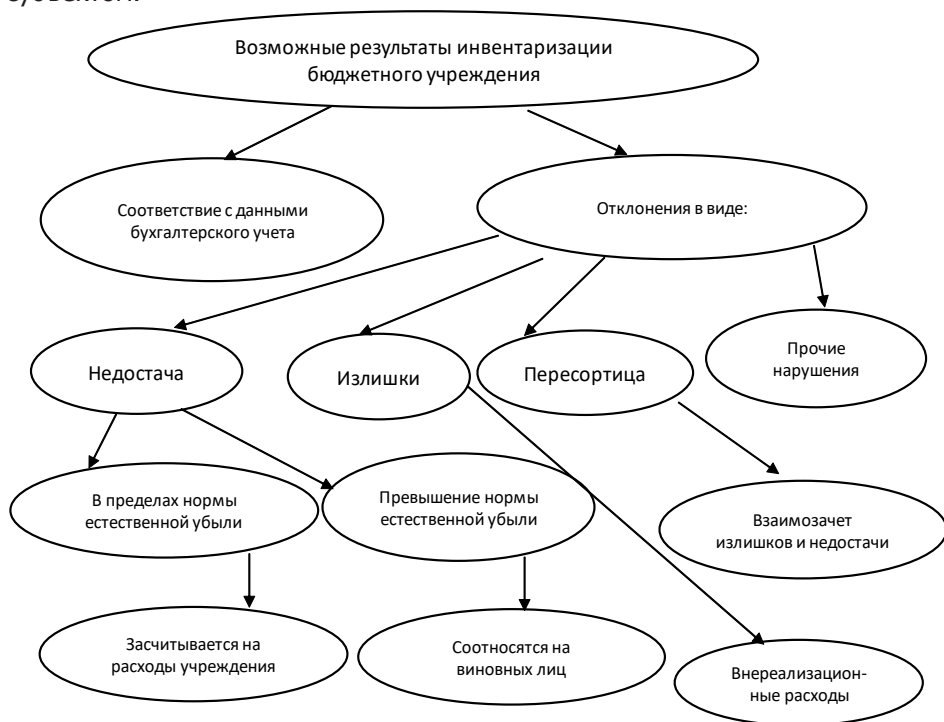 Возможные результаты инвентаризации
бюджетного учреждения
Соответствие с данными
бухгалтерского учета
Отклонения в виде:
Недостача
Излишки
Пересортица
Прочие
нарушения
В пределах нормы
естественной убыли
Превышение нормы
естественной убыли
Взаимозачет
излишков и недостачи
Засчитывается на
расходы учреждения
Соотносятся на
виновных лиц
Внереализацион-
ные расходы